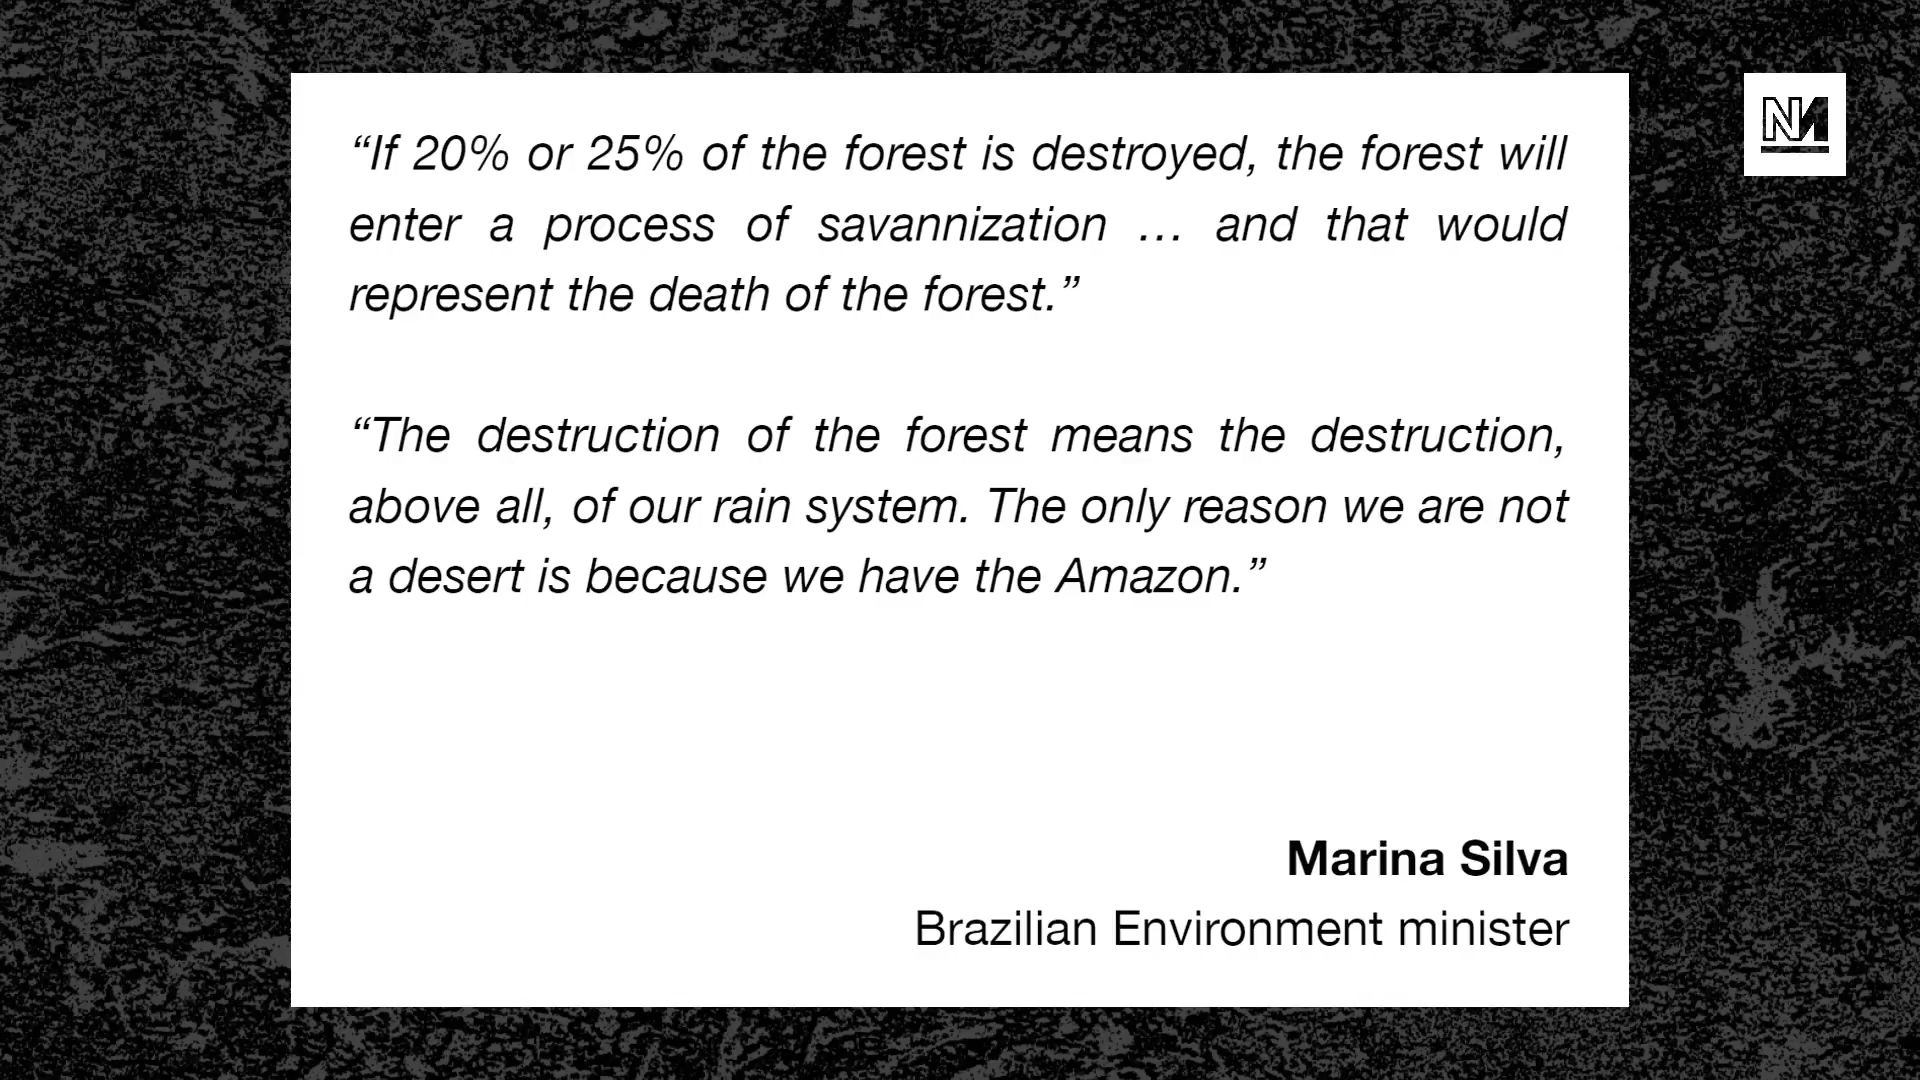 “If 20% or 25% of the forest is destroyed, the forest will
enter a process of savannization … and that would
represent the death of the forest.”
“The destruction of the forest means the destruction,
above all, of our rain system. The only reason we are not
a desert is because we have the Amazon.”
Marina Silva
Brazilian Environment minister
NM